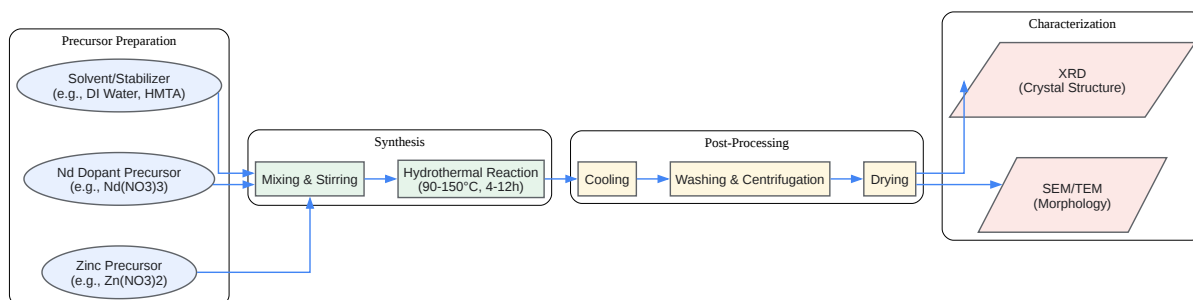 Precursor Preparation
Solvent/Stabilizer
(e.g., DI Water, HMTA)
Nd Dopant Precursor
(e.g., Nd(NO3)3)
Zinc Precursor
(e.g., Zn(NO3)2)
Synthesis
Mixing & Stirring
Hydrothermal Reaction
(90-150°C, 4-12h)
Post-Processing
Cooling
Washing & Centrifugation
Drying
Characterization
XRD
(Crystal Structure)
SEM/TEM
(Morphology)